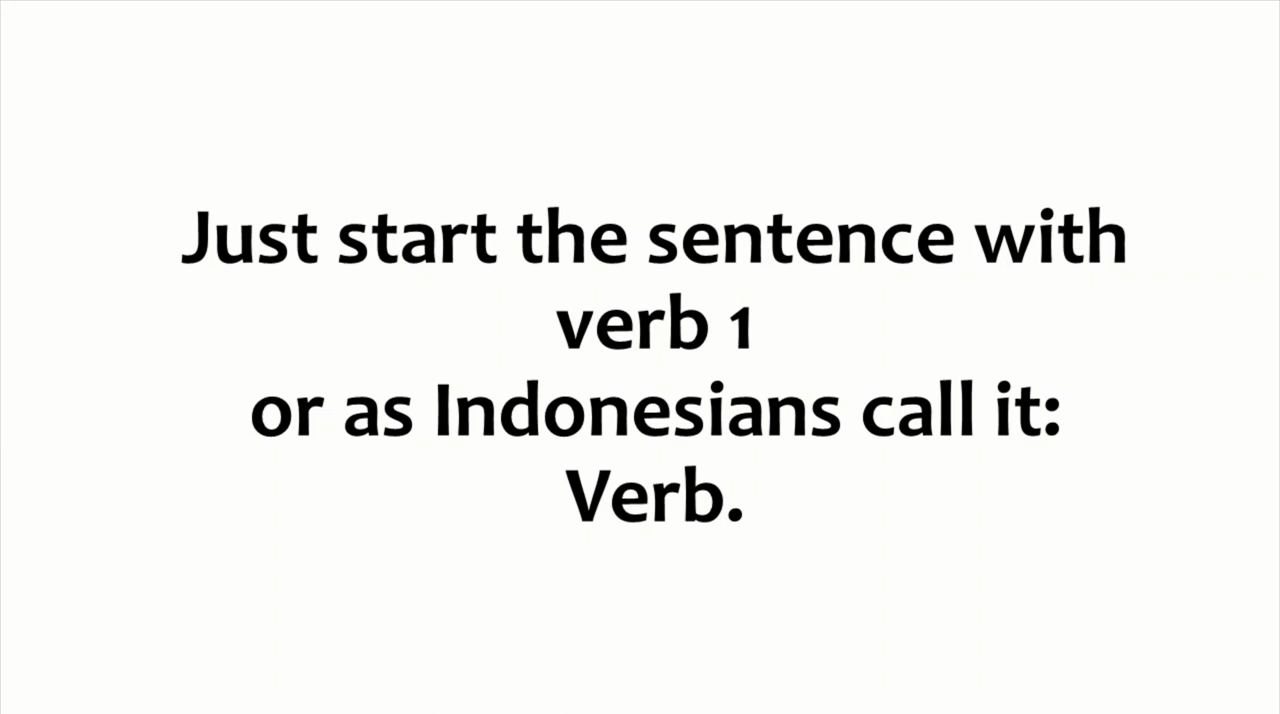 Just start the sentence with
verb 1
or as Indonesians call it:
Verb.